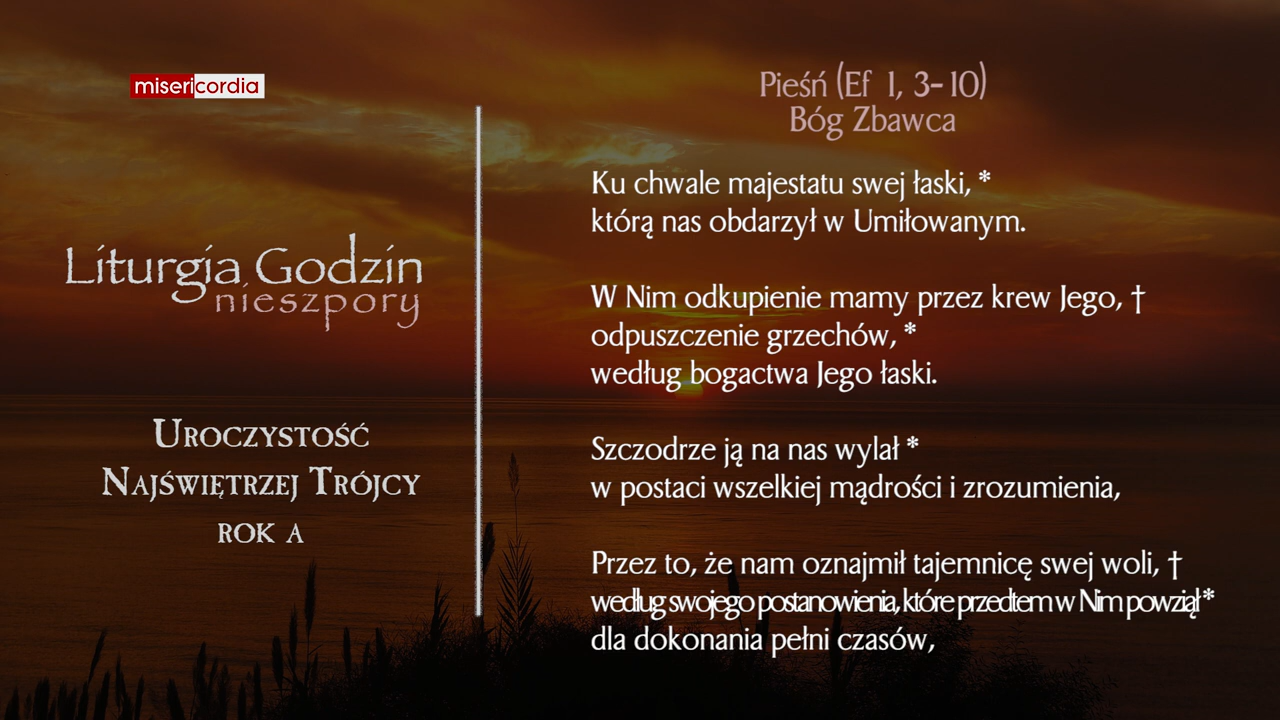 misericordia
Liturgia Godzin
nieszpory
Uroczystość
Najświętrzej Trójcy
rok A
Pieśń (Ef 1, 3-10)
Bóg Zbawca
Ku chwale majestatu swej łaski, *
którą nas obdarzył w Umiłowanym.
W Nim odkupienie mamy przez krew Jego, †
odpuszczenie grzechów, *
według bogactwa Jego łaski.
Szczodrze ją na nas wylał *
w postaci wszelkiej mądrości i zrozumienia,
Przez to, że nam oznajmił tajemnicę swej woli, †
według swojego postanowienia, które przedtem w Nim powziął *
dla dokonania pełni czasów,